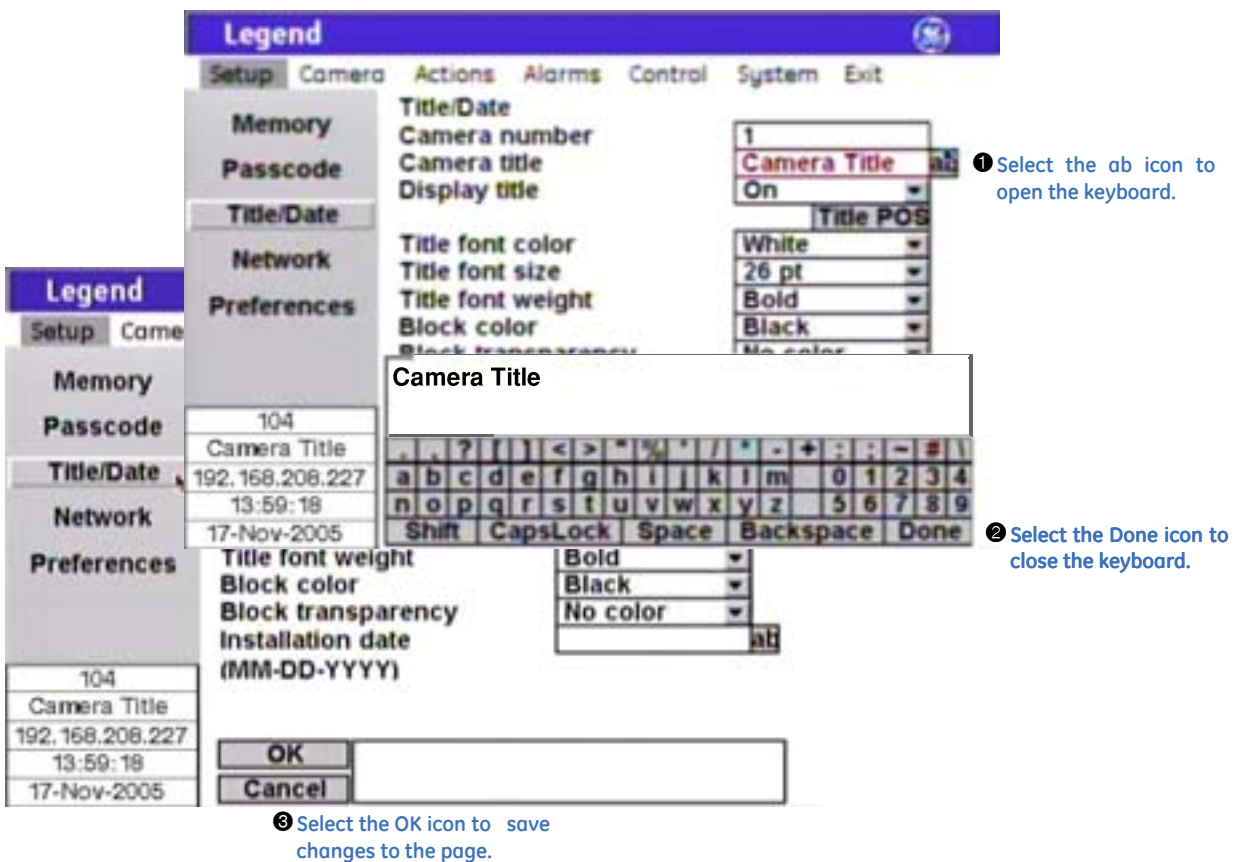 Legend
Setup Camera Actions Alarms Control System Exit
Memory
Passcode
Title/Date
Network
Preferences
Title/Date
Camera number 1
Camera title Camera Title ab
Display title On
Title POS
Title font color White
Title font size 26 pt
Title font weight Bold
Block color Black
Block transparency No color
❶ Select the ab icon to
open the keyboard.
104
Camera Title
192.168.208.227
13:59:18
17-Nov-2005
Camera Title
. , ? [ ] < > " % ' / * - + : ; ~ # \
a b c d e f g h i j k l m 0 1 2 3 4
n o p q r s t u v w x y z 5 6 7 8 9
Shift CapsLock Space Backspace Done
❷ Select the Done icon to
close the keyboard.
Legend
Setup Came
Memory
Passcode
Title/Date
Network
Preferences
104
Camera Title
192.168.208.227
13:59:18
17-Nov-2005
Title font weight Bold
Block color Black
Block transparency No color
Installation date ab
(MM-DD-YYYY)
OK
Cancel
❸ Select the OK icon to save
changes to the page.